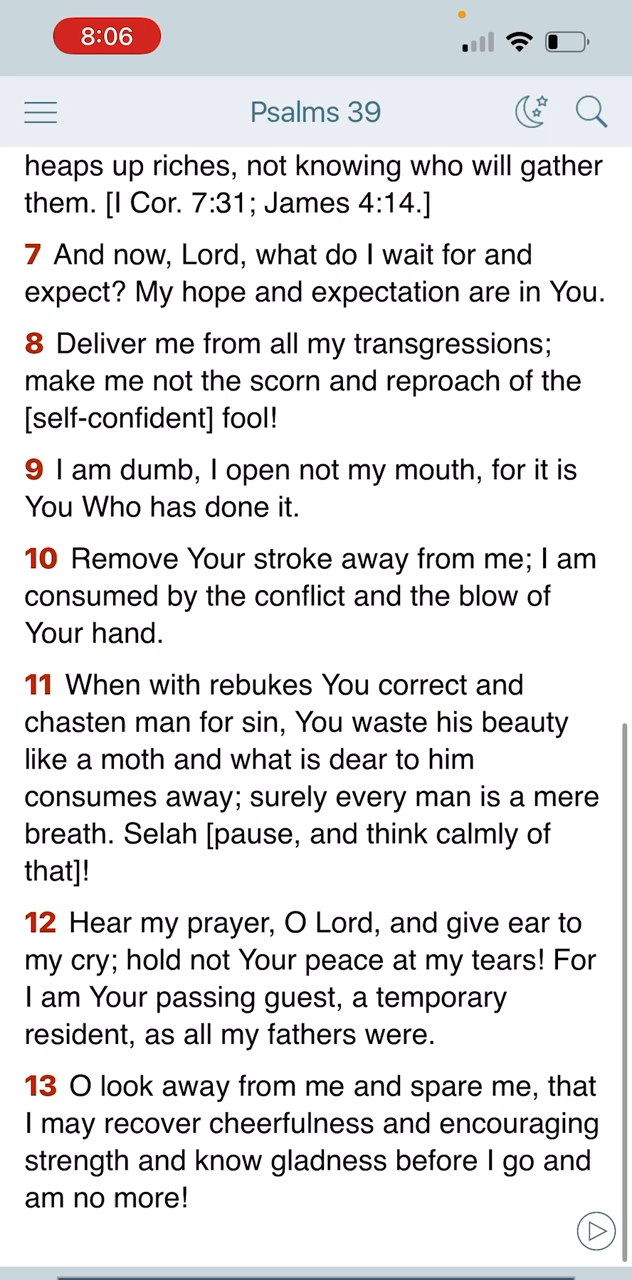 8:06
Psalms 39
heaps up riches, not knowing who will gather
them. [I Cor. 7:31; James 4:14.]
7 And now, Lord, what do I wait for and
expect? My hope and expectation are in You.
8 Deliver me from all my transgressions;
make me not the scorn and reproach of the
[self-confident] fool!
9 I am dumb, I open not my mouth, for it is
You Who has done it.
10 Remove Your stroke away from me; I am
consumed by the conflict and the blow of
Your hand.
11 When with rebukes You correct and
chasten man for sin, You waste his beauty
like a moth and what is dear to him
consumes away; surely every man is a mere
breath. Selah [pause, and think calmly of
that]!
12 Hear my prayer, O Lord, and give ear to
my cry; hold not Your peace at my tears! For
I am Your passing guest, a temporary
resident, as all my fathers were.
13 O look away from me and spare me, that
I may recover cheerfulness and encouraging
strength and know gladness before I go and
am no more!